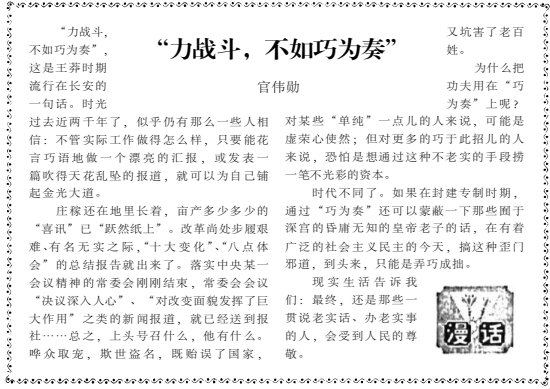 “力战斗，不如巧为奏”
官伟勋
“力战斗，
不如巧为奏”，
这是王莽时期
流行在长安的
一句话。时光
过去近两千年了，似乎仍有那么一些人相
信：不管实际工作做得怎么样，只要能花
言巧语地做一个漂亮的汇报，或发表一
篇吹得天花乱坠的报道，就可以为自己铺
起金光大道。
庄稼还在地里长着，亩产多少多少的
“喜讯”已“跃然纸上”。改革尚处步履艰
难、有名无实之际，“十大变化”、“八点体
会”的总结报告就出来了。落实中央某一
会议精神的常委会刚刚结束，常委会会议
“决议深入人心”、“对改变面貌发挥了巨
大作用”之类的新闻报道，就已经送到报
社……总之，上头号召什么，他有什么。
哗众取宠，欺世盗名，既贻误了国家，
又坑害了老百
姓。
为什么把
功夫用在“巧
为奏”上呢？
对某些“单纯”一点儿的人来说，可能是
虚荣心使然；但对更多的巧于此招儿的人
来说，恐怕是想通过这种不老实的手段捞
一笔不光彩的资本。
时代不同了。如果在封建专制时期，
通过“巧为奏”还可以蒙蔽一下那些囿于
深宫的昏庸无知的皇帝老子的话，在有着
广泛的社会主义民主的今天，搞这种歪门
邪道，到头来，只能是弄巧成拙。
现实生活告诉我
们：最终，还是那些一
贯说老实话、办老实事
的人，会受到人民的尊
敬。
漫话